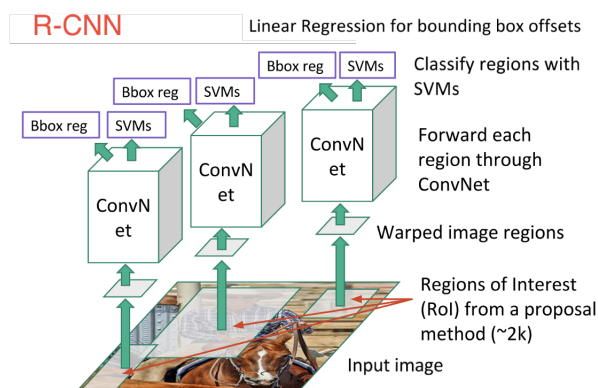 R-CNN
Linear Regression for bounding box offsets
Bbox reg
SVMs
Classify regions with
SVMs
Bbox reg
SVMs
Bbox reg
SVMs
ConvN
et
ConvN
et
ConvN
et
Forward each
region through
ConvNet
Warped image regions
Regions of Interest
(RoI) from a proposal
method (~2k)
Input image